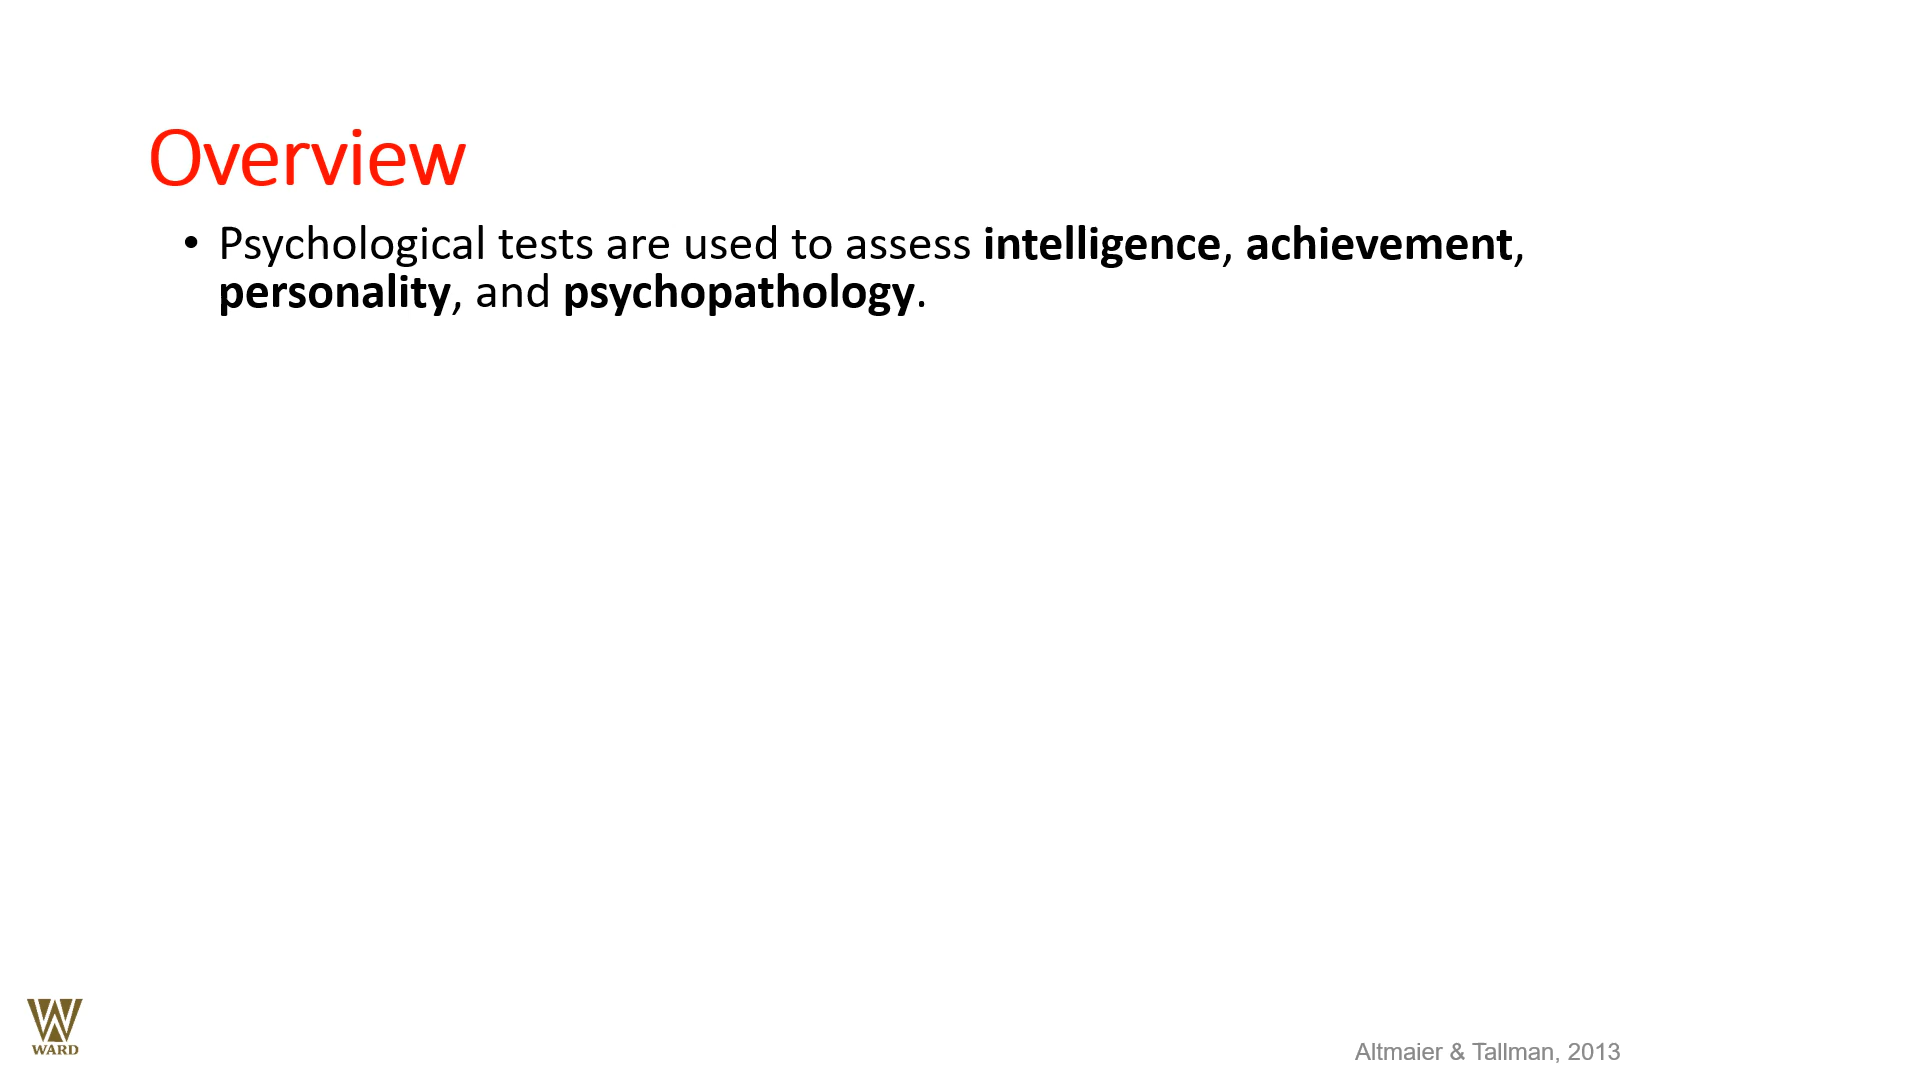 Overview
• Psychological tests are used to assess intelligence, achievement,
personality, and psychopathology.
WARD
Altmaier & Tallman, 2013